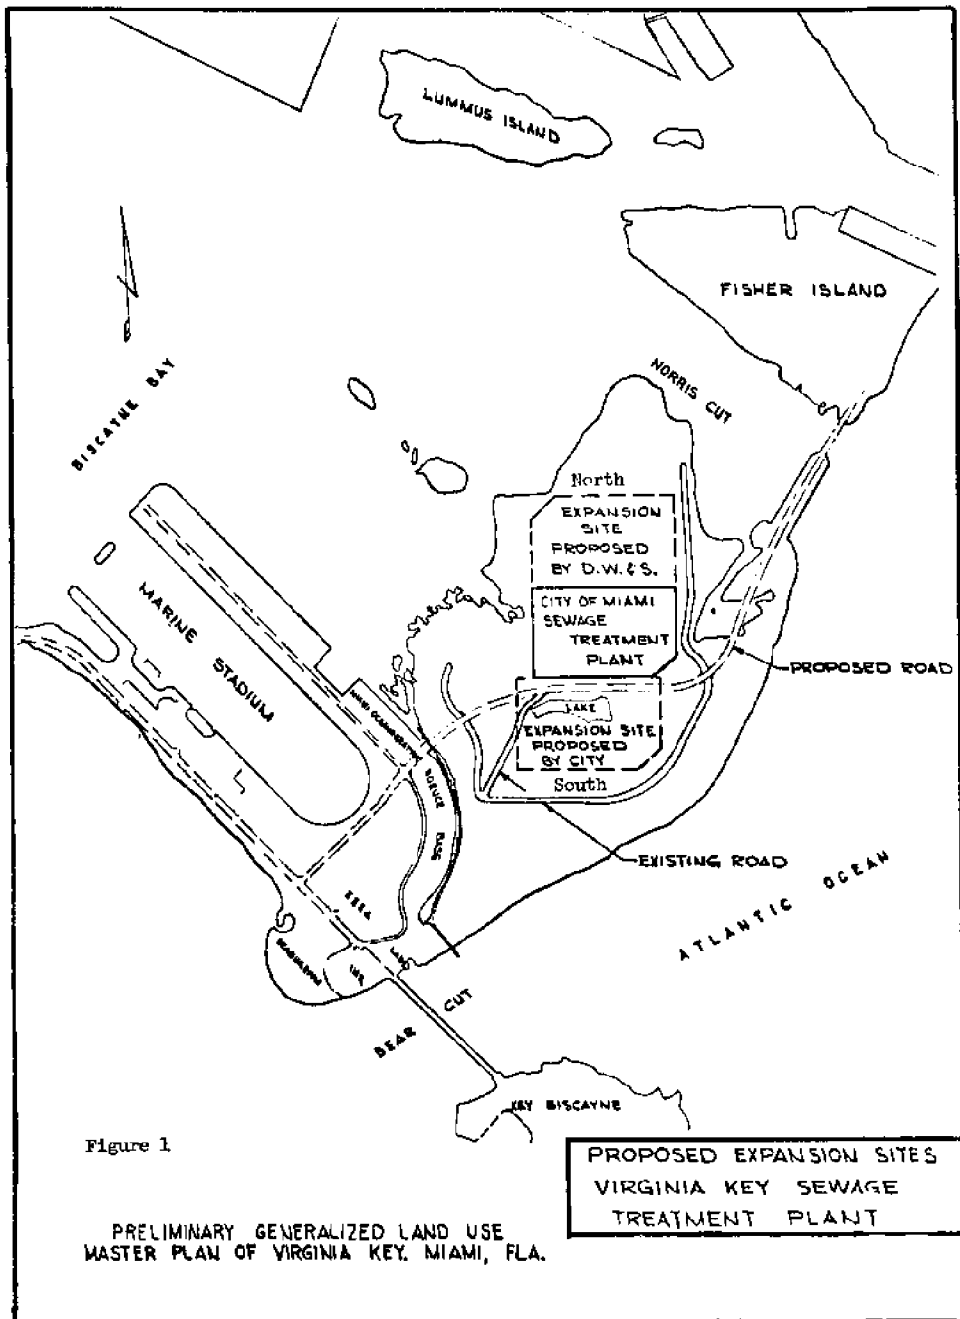 LUMMUS ISLAND
FISHER ISLAND
NORRIS CUT
BISCAYNE BAY
North
EXPANSION
SITE
PROPOSED
BY D.W. & S.
CITY OF MIAMI
SEWAGE
TREATMENT
PLANT
MARINE STADIUM
PROPOSED ROAD
LAKE
EXPANSION SITE
PROPOSED
BY CITY
South
EXISTING ROAD
ATLANTIC OCEAN
SEAQUARIUM
LAB
BEAR CUT
KEY BISCAYNE
Figure 1
PROPOSED EXPANSION SITES
VIRGINIA KEY SEWAGE
TREATMENT PLANT
PRELIMINARY GENERALIZED LAND USE
MASTER PLAN OF VIRGINIA KEY. MIAMI, FLA.